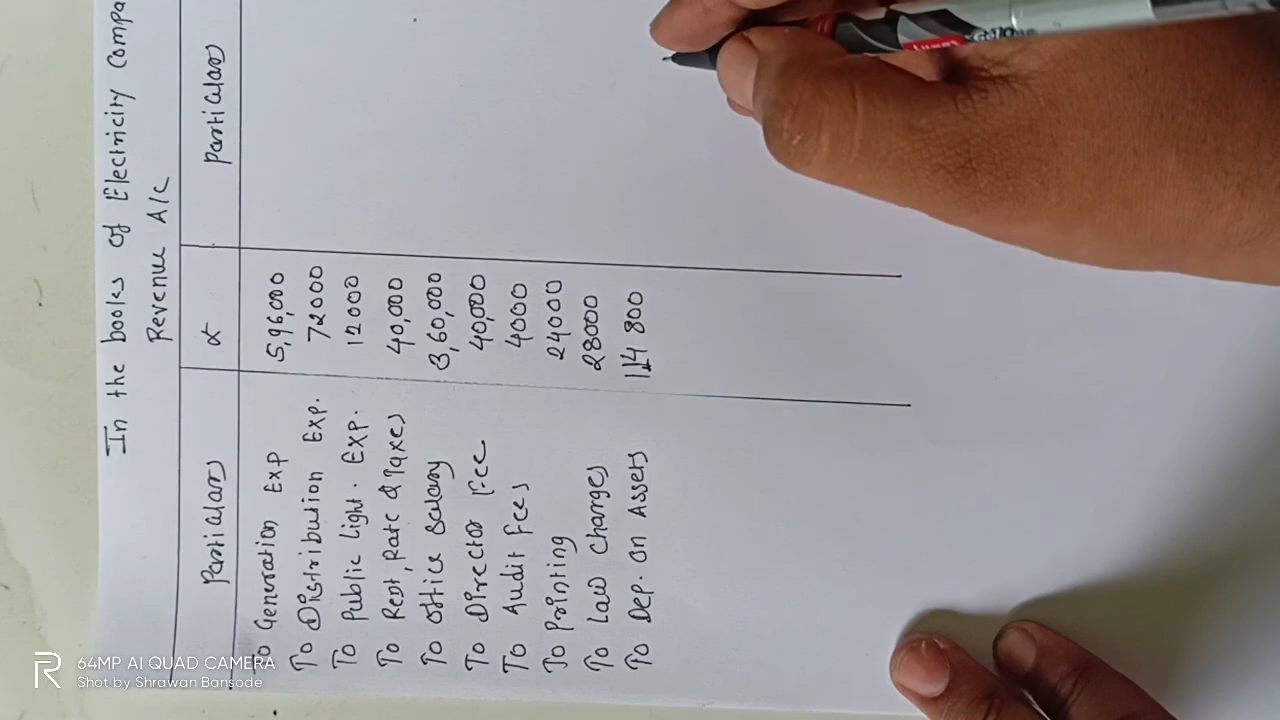 In the books of Electricity Compa
Revenue A/c
Particulars ₹ Particulars
To Generation Exp 5,96,000
To Distribution Exp. 72000
To Public Light. Exp. 12000
To Rent, Rate & Taxes 40,000
To Office Salary 3,60,000
To Director Fee 40,000
To Audit Fees 4000
To Printing 24000
To Law Charges 28000
To Dep. on Assets 114 800
64MP AI QUAD CAMERA
Shot by Shrawan Bansode